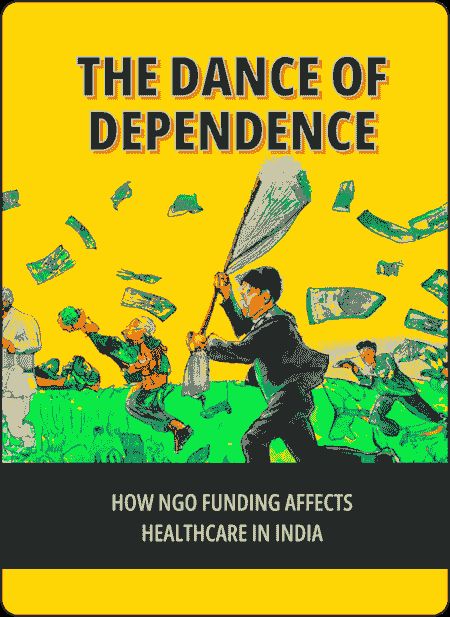 THE DANCE OF
DEPENDENCE
HOW NGO FUNDING AFFECTS
HEALTHCARE IN INDIA